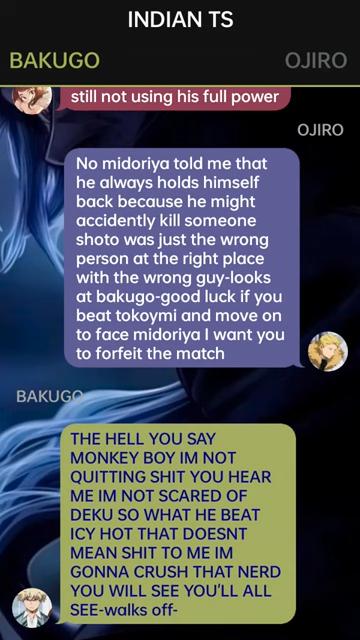 INDIAN TS
BAKUGO
OJIRO
still not using his full power
OJIRO
No midoriya told me that
he always holds himself
back because he might
accidently kill someone
shoto was just the wrong
person at the right place
with the wrong guy-looks
at bakugo-good luck if you
beat tokoymi and move on
to face midoriya I want you
to forfeit the match
BAKUGO
THE HELL YOU SAY
MONKEY BOY IM NOT
QUITTING SHIT YOU HEAR
ME IM NOT SCARED OF
DEKU SO WHAT HE BEAT
ICY HOT THAT DOESNT
MEAN SHIT TO ME IM
GONNA CRUSH THAT NERD
YOU WILL SEE YOU'LL ALL
SEE-walks off-